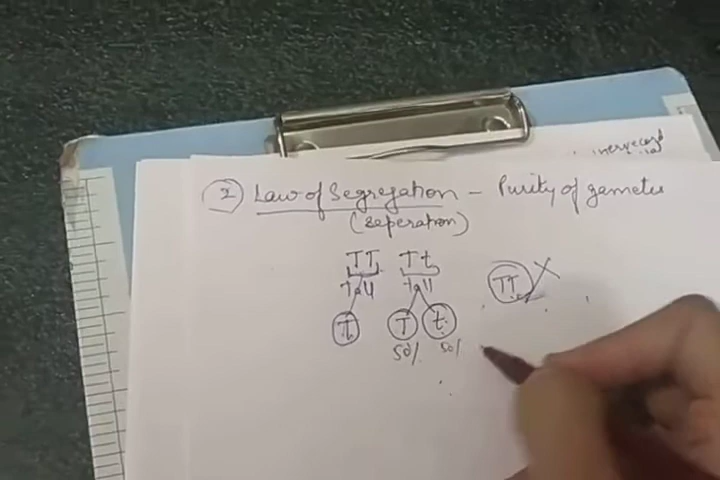 2 Law of Segregation - Purity of gametes
(seperation)
TT Tt
Tall Tall
T T t TT
50% 50%